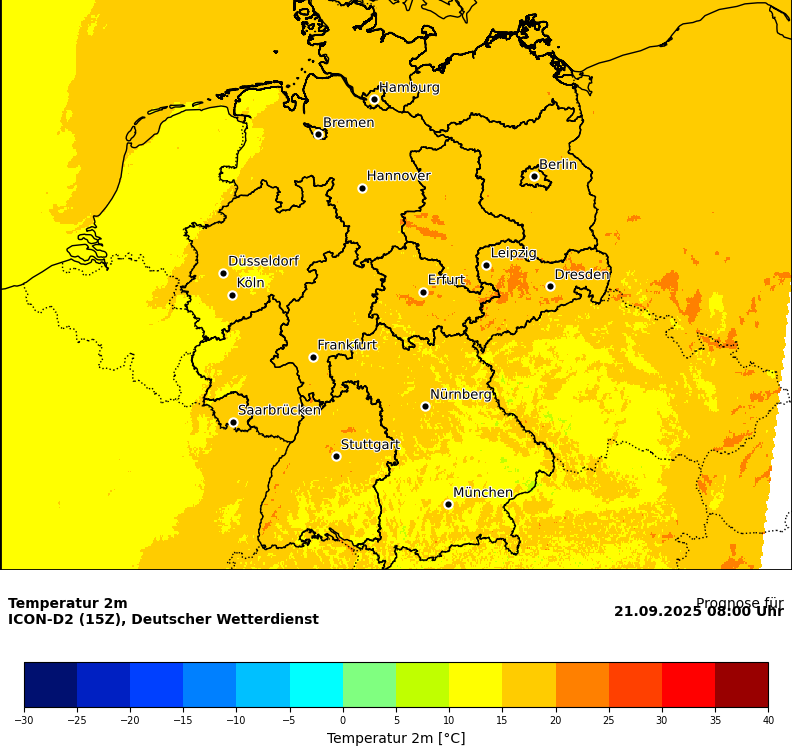 Hamburg
Bremen
Berlin
Hannover
Leipzig
Düsseldorf
Dresden
Erfurt
Köln
Frankfurt
Nürnberg
Saarbrücken
Stuttgart
München
Temperatur 2m
Prognose für
ICON-D2 (15Z), Deutscher Wetterdienst
21.09.2025 08:00 Uhr
−30 −25 −20 −15 −10 −5 0 5 10 15 20 25 30 35 40
Temperatur 2m [°C]